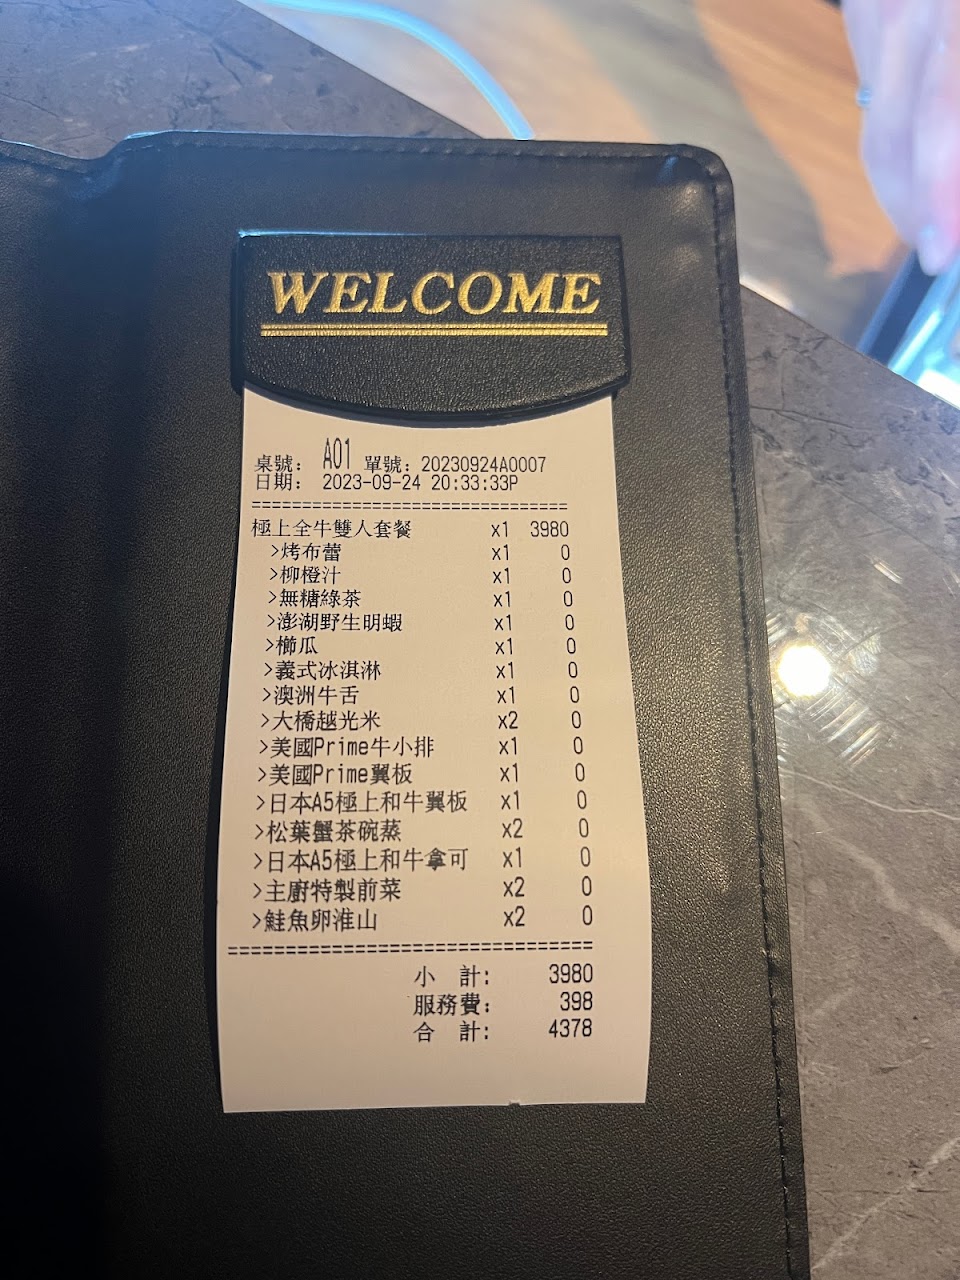 WELCOME
桌號: A01 單號: 20230924A0007
日期: 2023-09-24 20:33:33P
極上全牛雙人套餐 x1 3980
>烤布蕾 x1 0
>柳橙汁 x1 0
>無糖綠茶 x1 0
>澎湖野生明蝦 x1 0
>櫛瓜 x1 0
>義式冰淇淋 x1 0
>澳洲牛舌 x1 0
>大橋越光米 x2 0
>美國Prime牛小排 x1 0
>美國Prime翼板 x1 0
>日本A5極上和牛翼板 x1 0
>松葉蟹茶碗蒸 x2 0
>日本A5極上和牛拿可 x1 0
>主廚特製前菜 x2 0
>鮭魚卵淮山 x2 0
小 計: 3980
服務費: 398
合 計: 4378